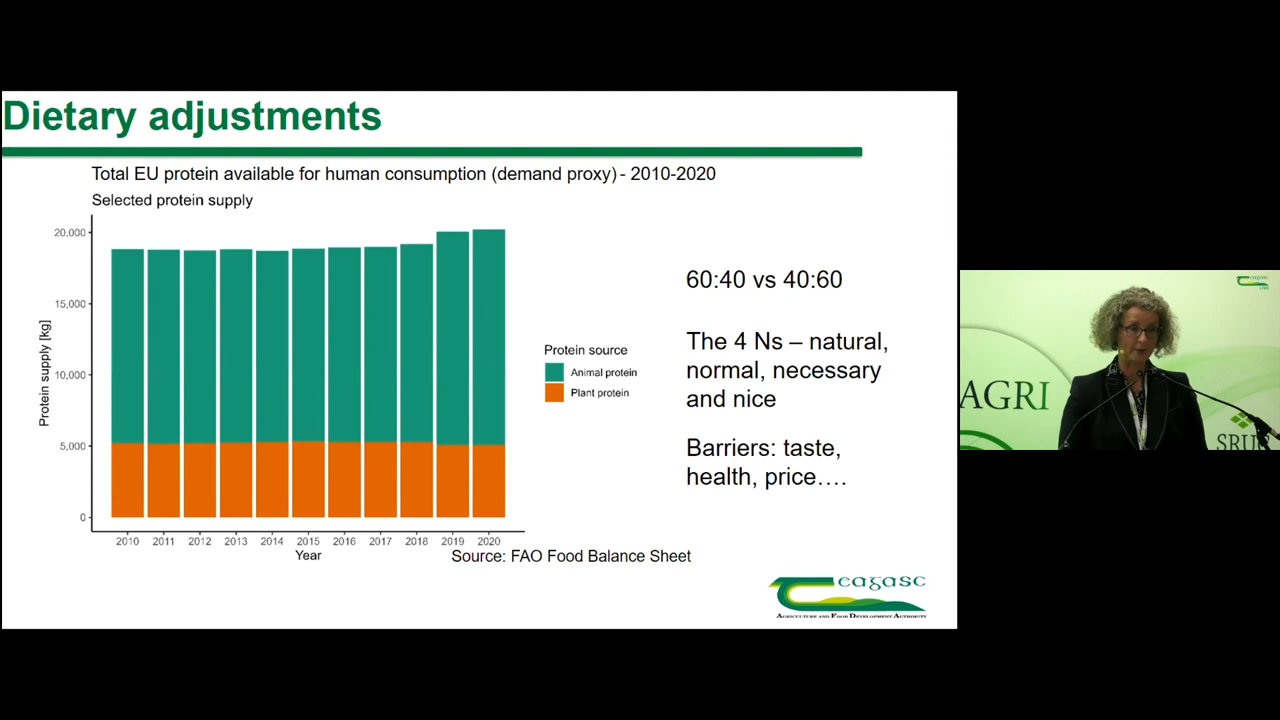 Dietary adjustments
Total EU protein available for human consumption (demand proxy) - 2010-2020
Selected protein supply
20,000
15,000
10,000
5,000
0
Protein supply [kg]
2010 2011 2012 2013 2014 2015 2016 2017 2018 2019 2020
Year
Protein source
Animal protein
Plant protein
60:40 vs 40:60
The 4 Ns – natural,
normal, necessary
and nice
Barriers: taste,
health, price….
Source: FAO Food Balance Sheet
eagasc
AGRICULTURE AND FOOD DEVELOPMENT AUTHORITY
eagasc
AGRI
SRUC